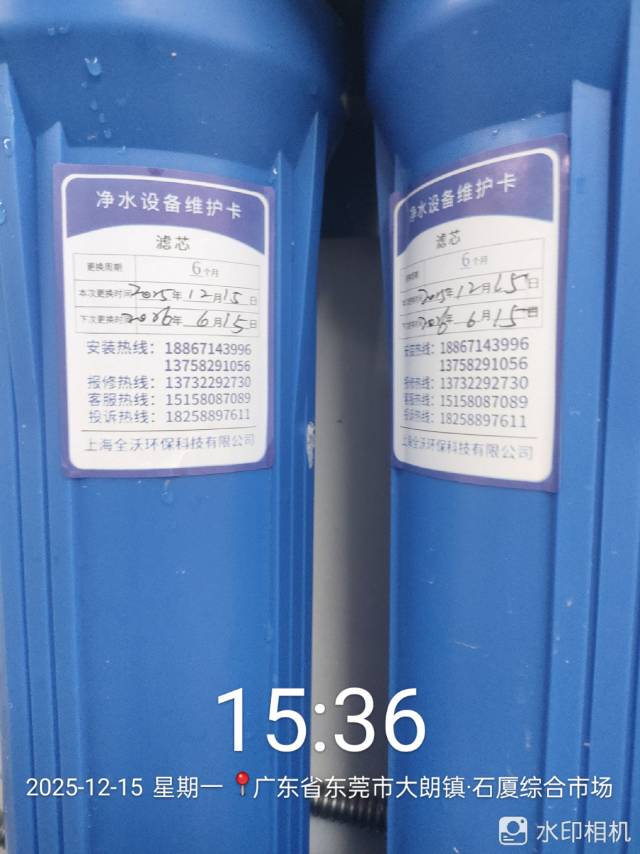 净水设备维护卡
滤芯
更换周期 6个月
本次更换时间2025年12月15日
下次更换时间2026年6月15日
安装热线：18867143996
13758291056
报修热线：13732292730
客服热线：15158087089
投诉热线：18258897611
上海全沃环保科技有限公司
净水设备维护卡
滤芯
6个月
2025年12月15日
2026年6月15日
安装热线：18867143996
13758291056
报修热线：13732292730
客服热线：15158087089
投诉热线：18258897611
上海全沃环保科技有限公司
15:36
2025-12-15 星期一 广东省东莞市大朗镇·石厦综合市场
水印相机